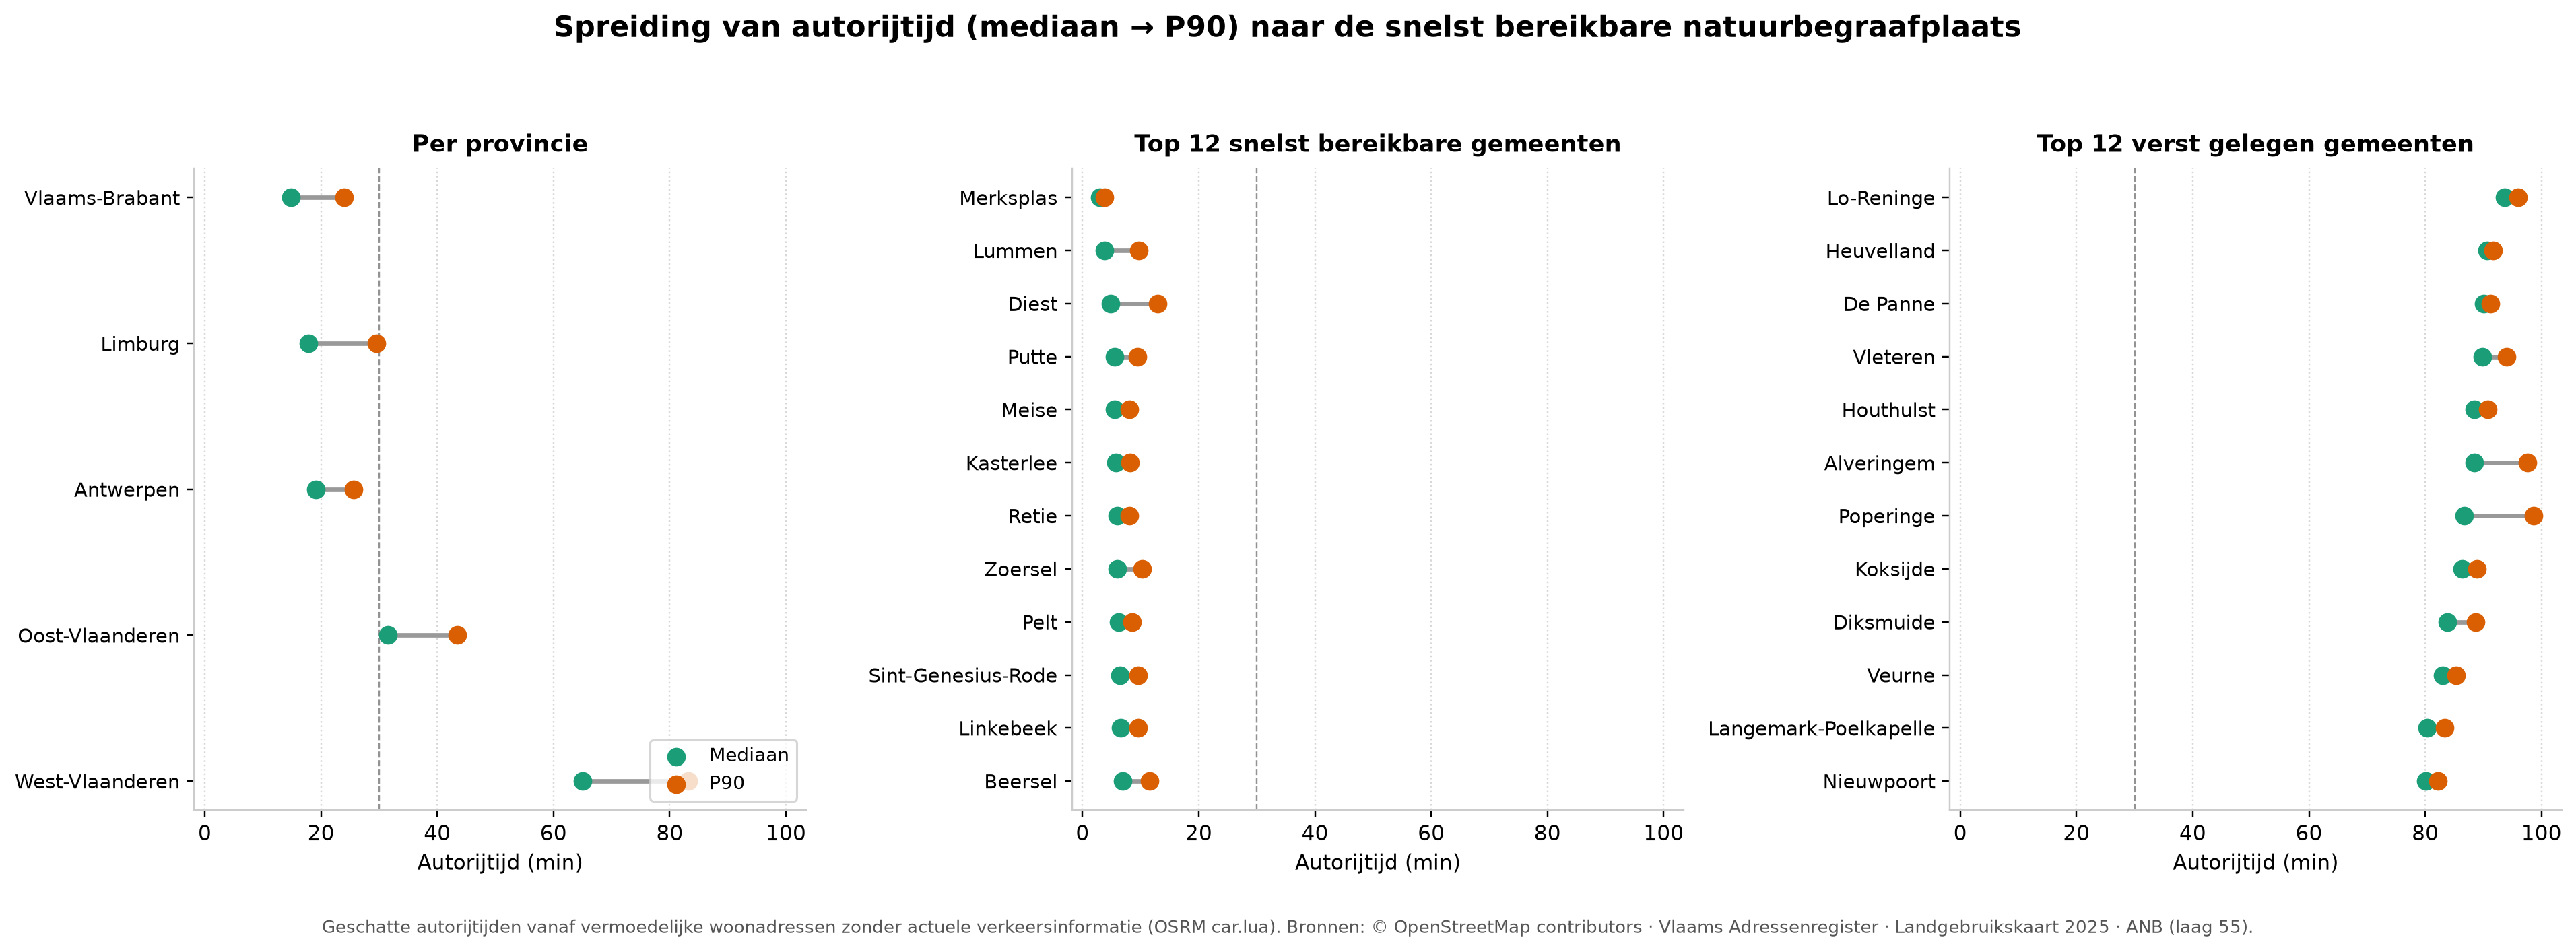 Spreiding van autorijtijd (mediaan → P90) naar de snelst bereikbare natuurbegraafplaats
Per provincie
Vlaams-Brabant
Limburg
Antwerpen
Oost-Vlaanderen
West-Vlaanderen
Mediaan
P90
0 20 40 60 80 100
Autorijtijd (min)
Top 12 snelst bereikbare gemeenten
Merksplas
Lummen
Diest
Putte
Meise
Kasterlee
Retie
Zoersel
Pelt
Sint-Genesius-Rode
Linkebeek
Beersel
0 20 40 60 80 100
Autorijtijd (min)
Top 12 verst gelegen gemeenten
Lo-Reninge
Heuvelland
De Panne
Vleteren
Houthulst
Alveringem
Poperinge
Koksijde
Diksmuide
Veurne
Langemark-Poelkapelle
Nieuwpoort
0 20 40 60 80 100
Autorijtijd (min)
Geschatte autorijtijden vanaf vermoedelijke woonadressen zonder actuele verkeersinformatie (OSRM car.lua). Bronnen: © OpenStreetMap contributors · Vlaams Adressenregister · Landgebruikskaart 2025 · ANB (laag 55).